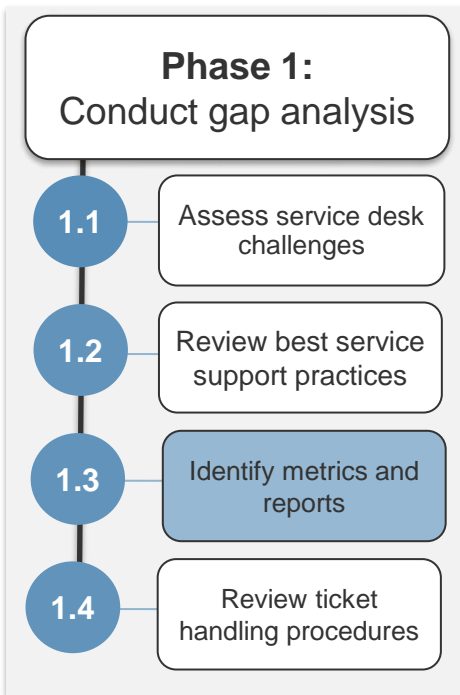 Phase 1:
Conduct gap analysis
1.1
Assess service desk
challenges
1.2
Review best service
support practices
1.3
Identify metrics and
reports
1.4
Review ticket
handling procedures